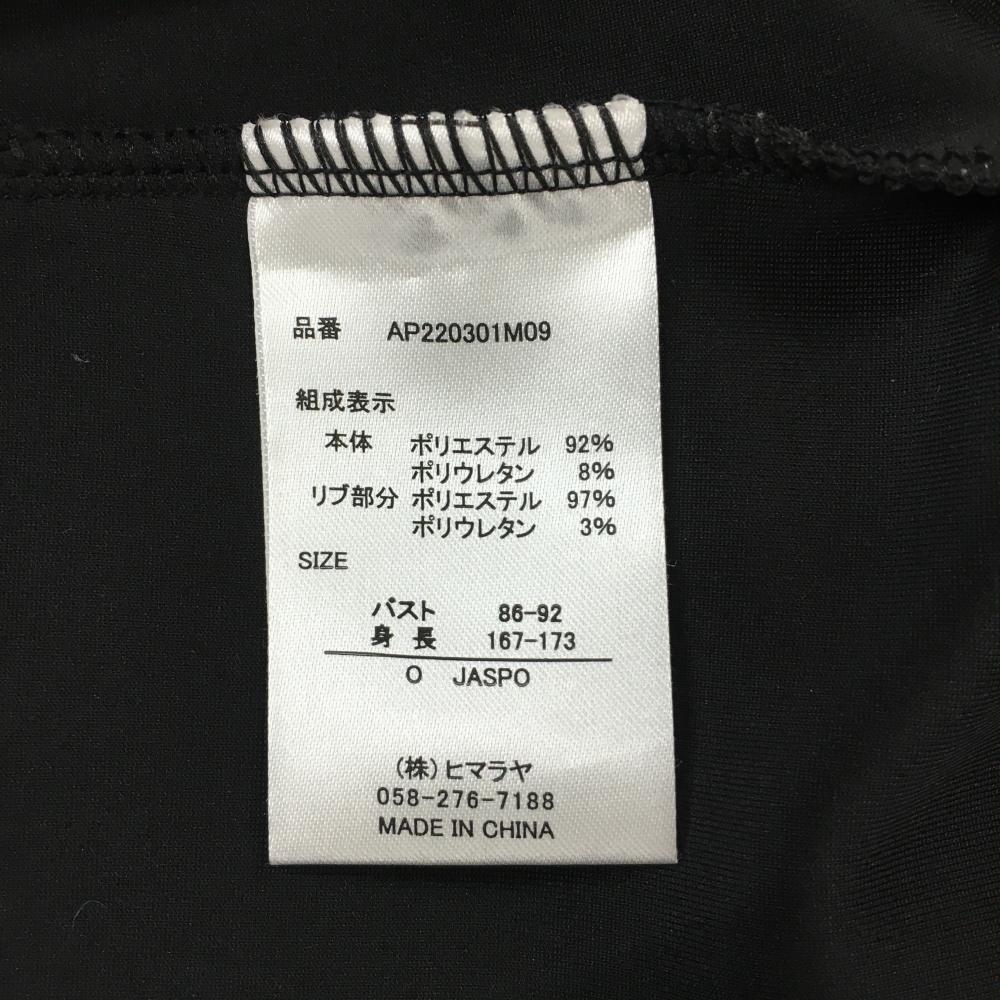 品番 AP220301M09
組成表示
本体 ポリエステル 92%
ポリウレタン 8%
リブ部分 ポリエステル 97%
ポリウレタン 3%
SIZE
バスト 86-92
身長 167-173
O JASPO
(株)ヒマラヤ
058-276-7188
MADE IN CHINA